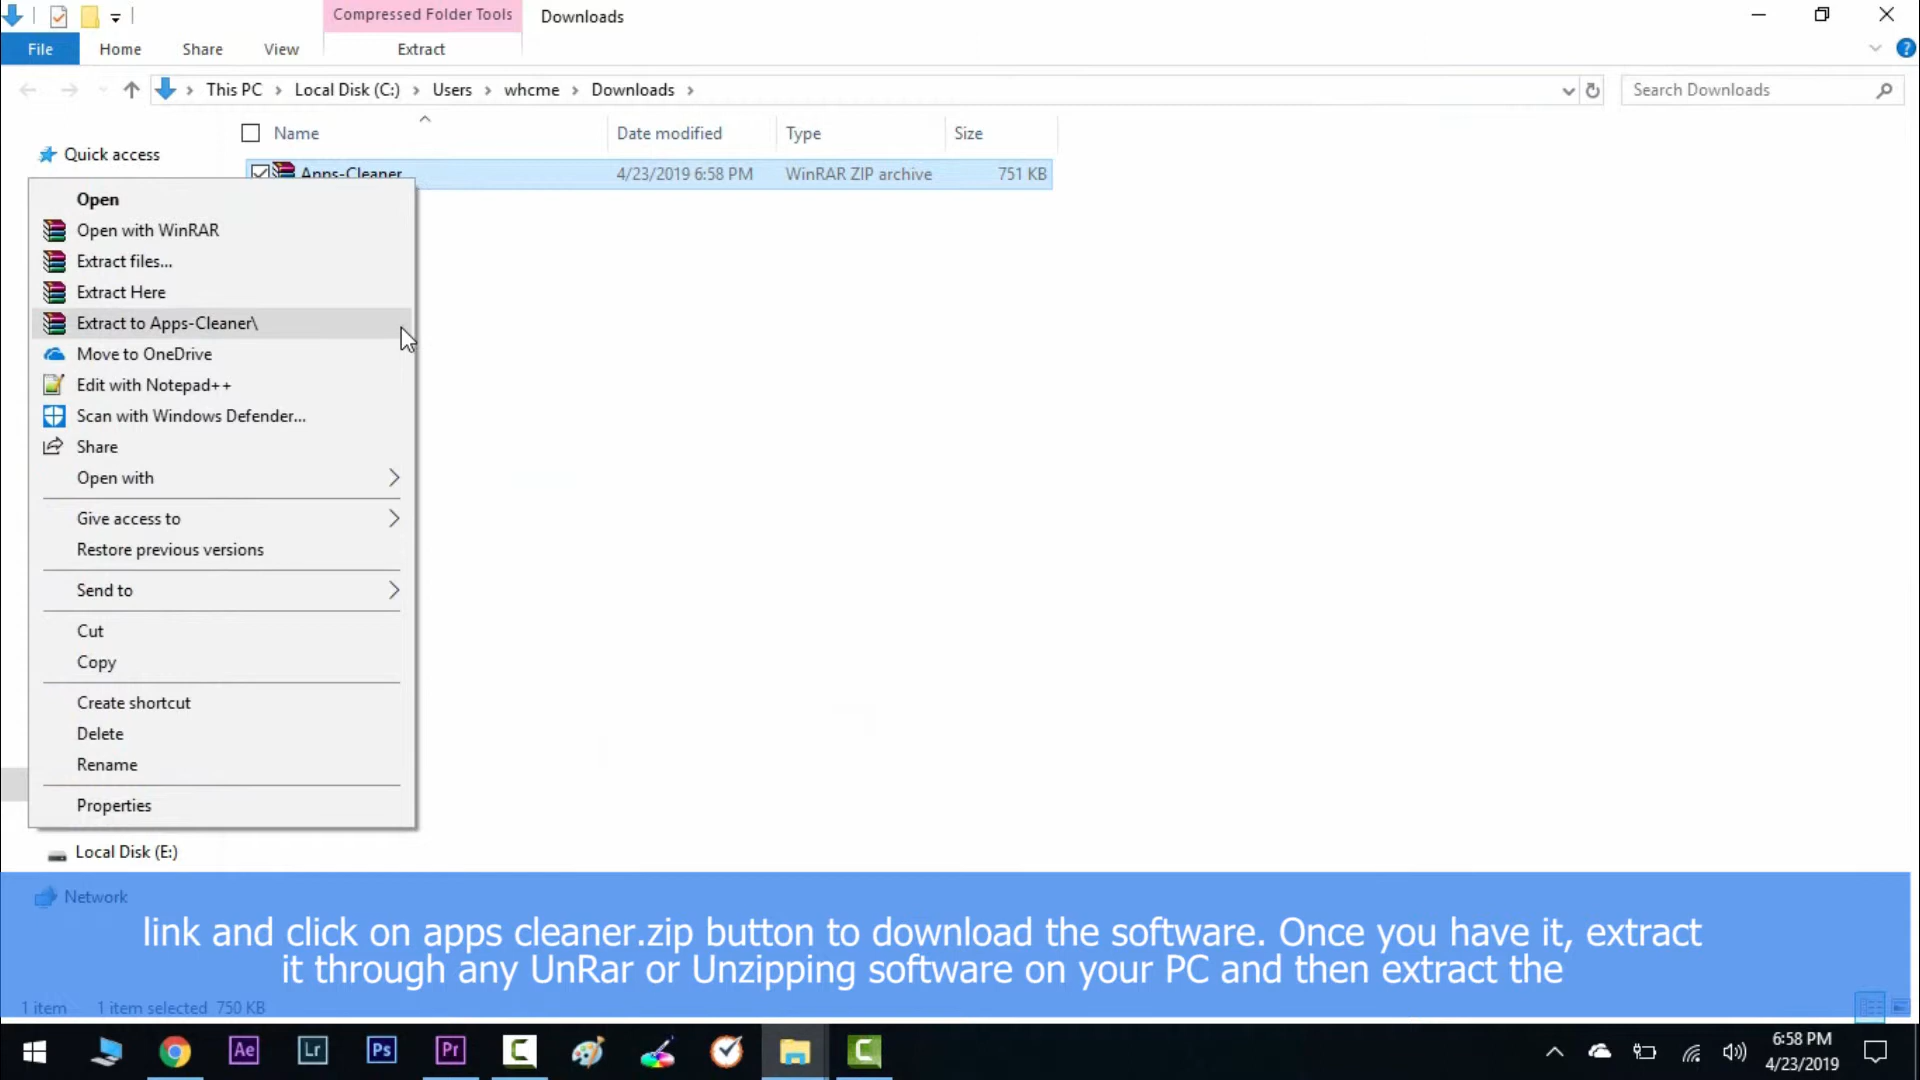 Compressed Folder Tools
Downloads
File
Home
Share
View
Extract
This PC
Local Disk (C:)
Users
whcme
Downloads
Search Downloads
Name
Date modified
Type
Size
Quick access
Apps-Cleaner
4/23/2019 6:58 PM
WinRAR ZIP archive
751 KB
Open
Open with WinRAR
Extract files...
Extract Here
Extract to Apps-Cleaner\
Move to OneDrive
Edit with Notepad++
Scan with Windows Defender...
Share
Open with
Give access to
Restore previous versions
Send to
Cut
Copy
Create shortcut
Delete
Rename
Properties
Local Disk (E:)
Network
link and click on apps cleaner.zip button to download the software. Once you have it, extract
it through any UnRar or Unzipping software on your PC and then extract the
1 item
1 item selected 750 KB
Ae
Lr
Ps
Pr
6:58 PM
4/23/2019